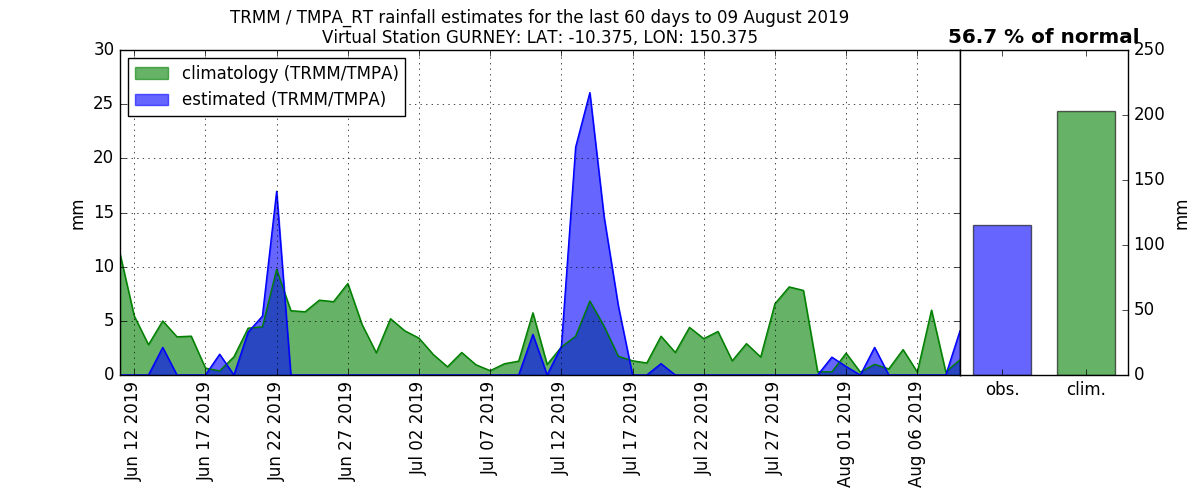 TRMM / TMPA_RT rainfall estimates for the last 60 days to 09 August 2019
Virtual Station GURNEY: LAT: -10.375, LON: 150.375
56.7 % of normal
climatology (TRMM/TMPA)
estimated (TRMM/TMPA)
mm
30
25
20
15
10
5
0
Jun 12 2019
Jun 17 2019
Jun 22 2019
Jun 27 2019
Jul 02 2019
Jul 07 2019
Jul 12 2019
Jul 17 2019
Jul 22 2019
Jul 27 2019
Aug 01 2019
Aug 06 2019
obs.
clim.
250
200
150
100
50
0
mm